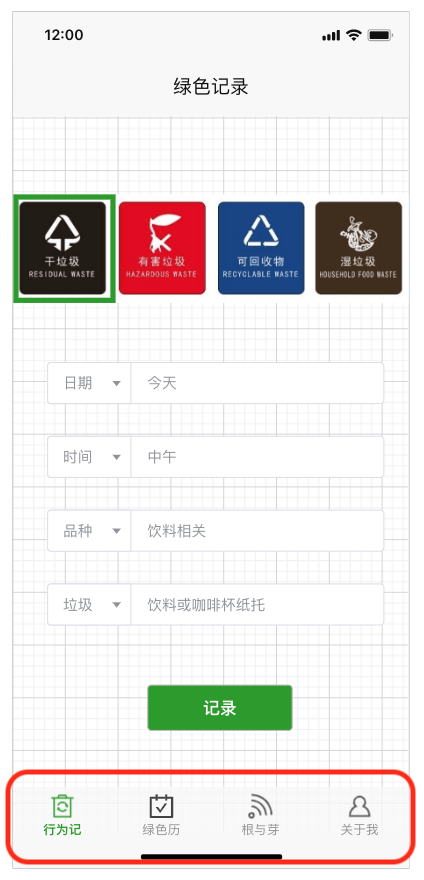 12:00
绿色记录
干垃圾
RESIDUAL WASTE
有害垃圾
HAZARDOUS WASTE
可回收物
RECYCLABLE WASTE
湿垃圾
HOUSEHOLD FOOD WASTE
日期 今天
时间 中午
品种 饮料相关
垃圾 饮料或咖啡杯纸托
记录
行为记 绿色历 根与芽 关于我